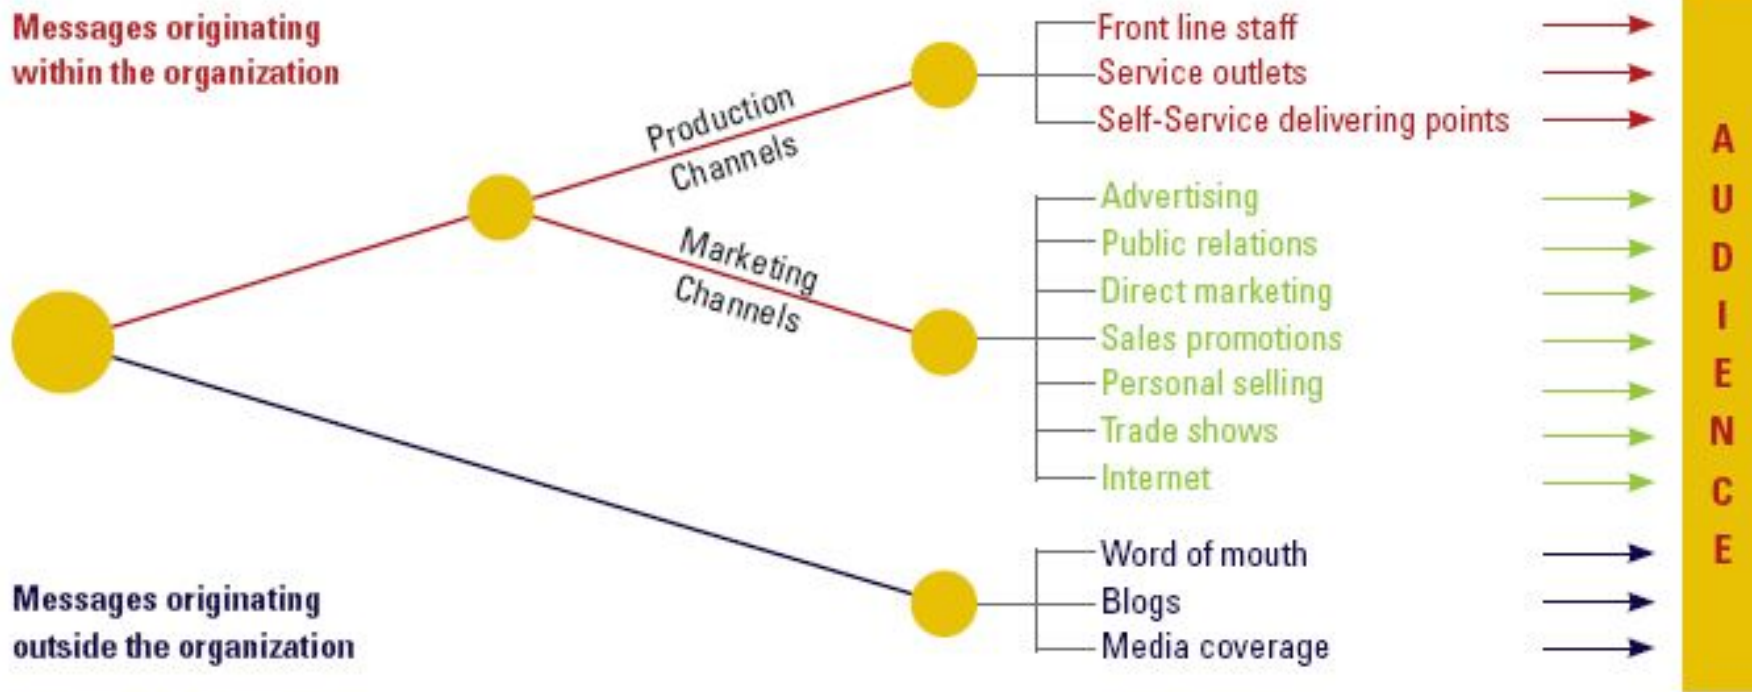 Messages originating
within the organization
Production
Channels
Marketing
Channels
Messages originating
outside the organization
Front line staff
Service outlets
Self-Service delivering points
Advertising
Public relations
Direct marketing
Sales promotions
Personal selling
Trade shows
Internet
Word of mouth
Blogs
Media coverage
AUDIENCE